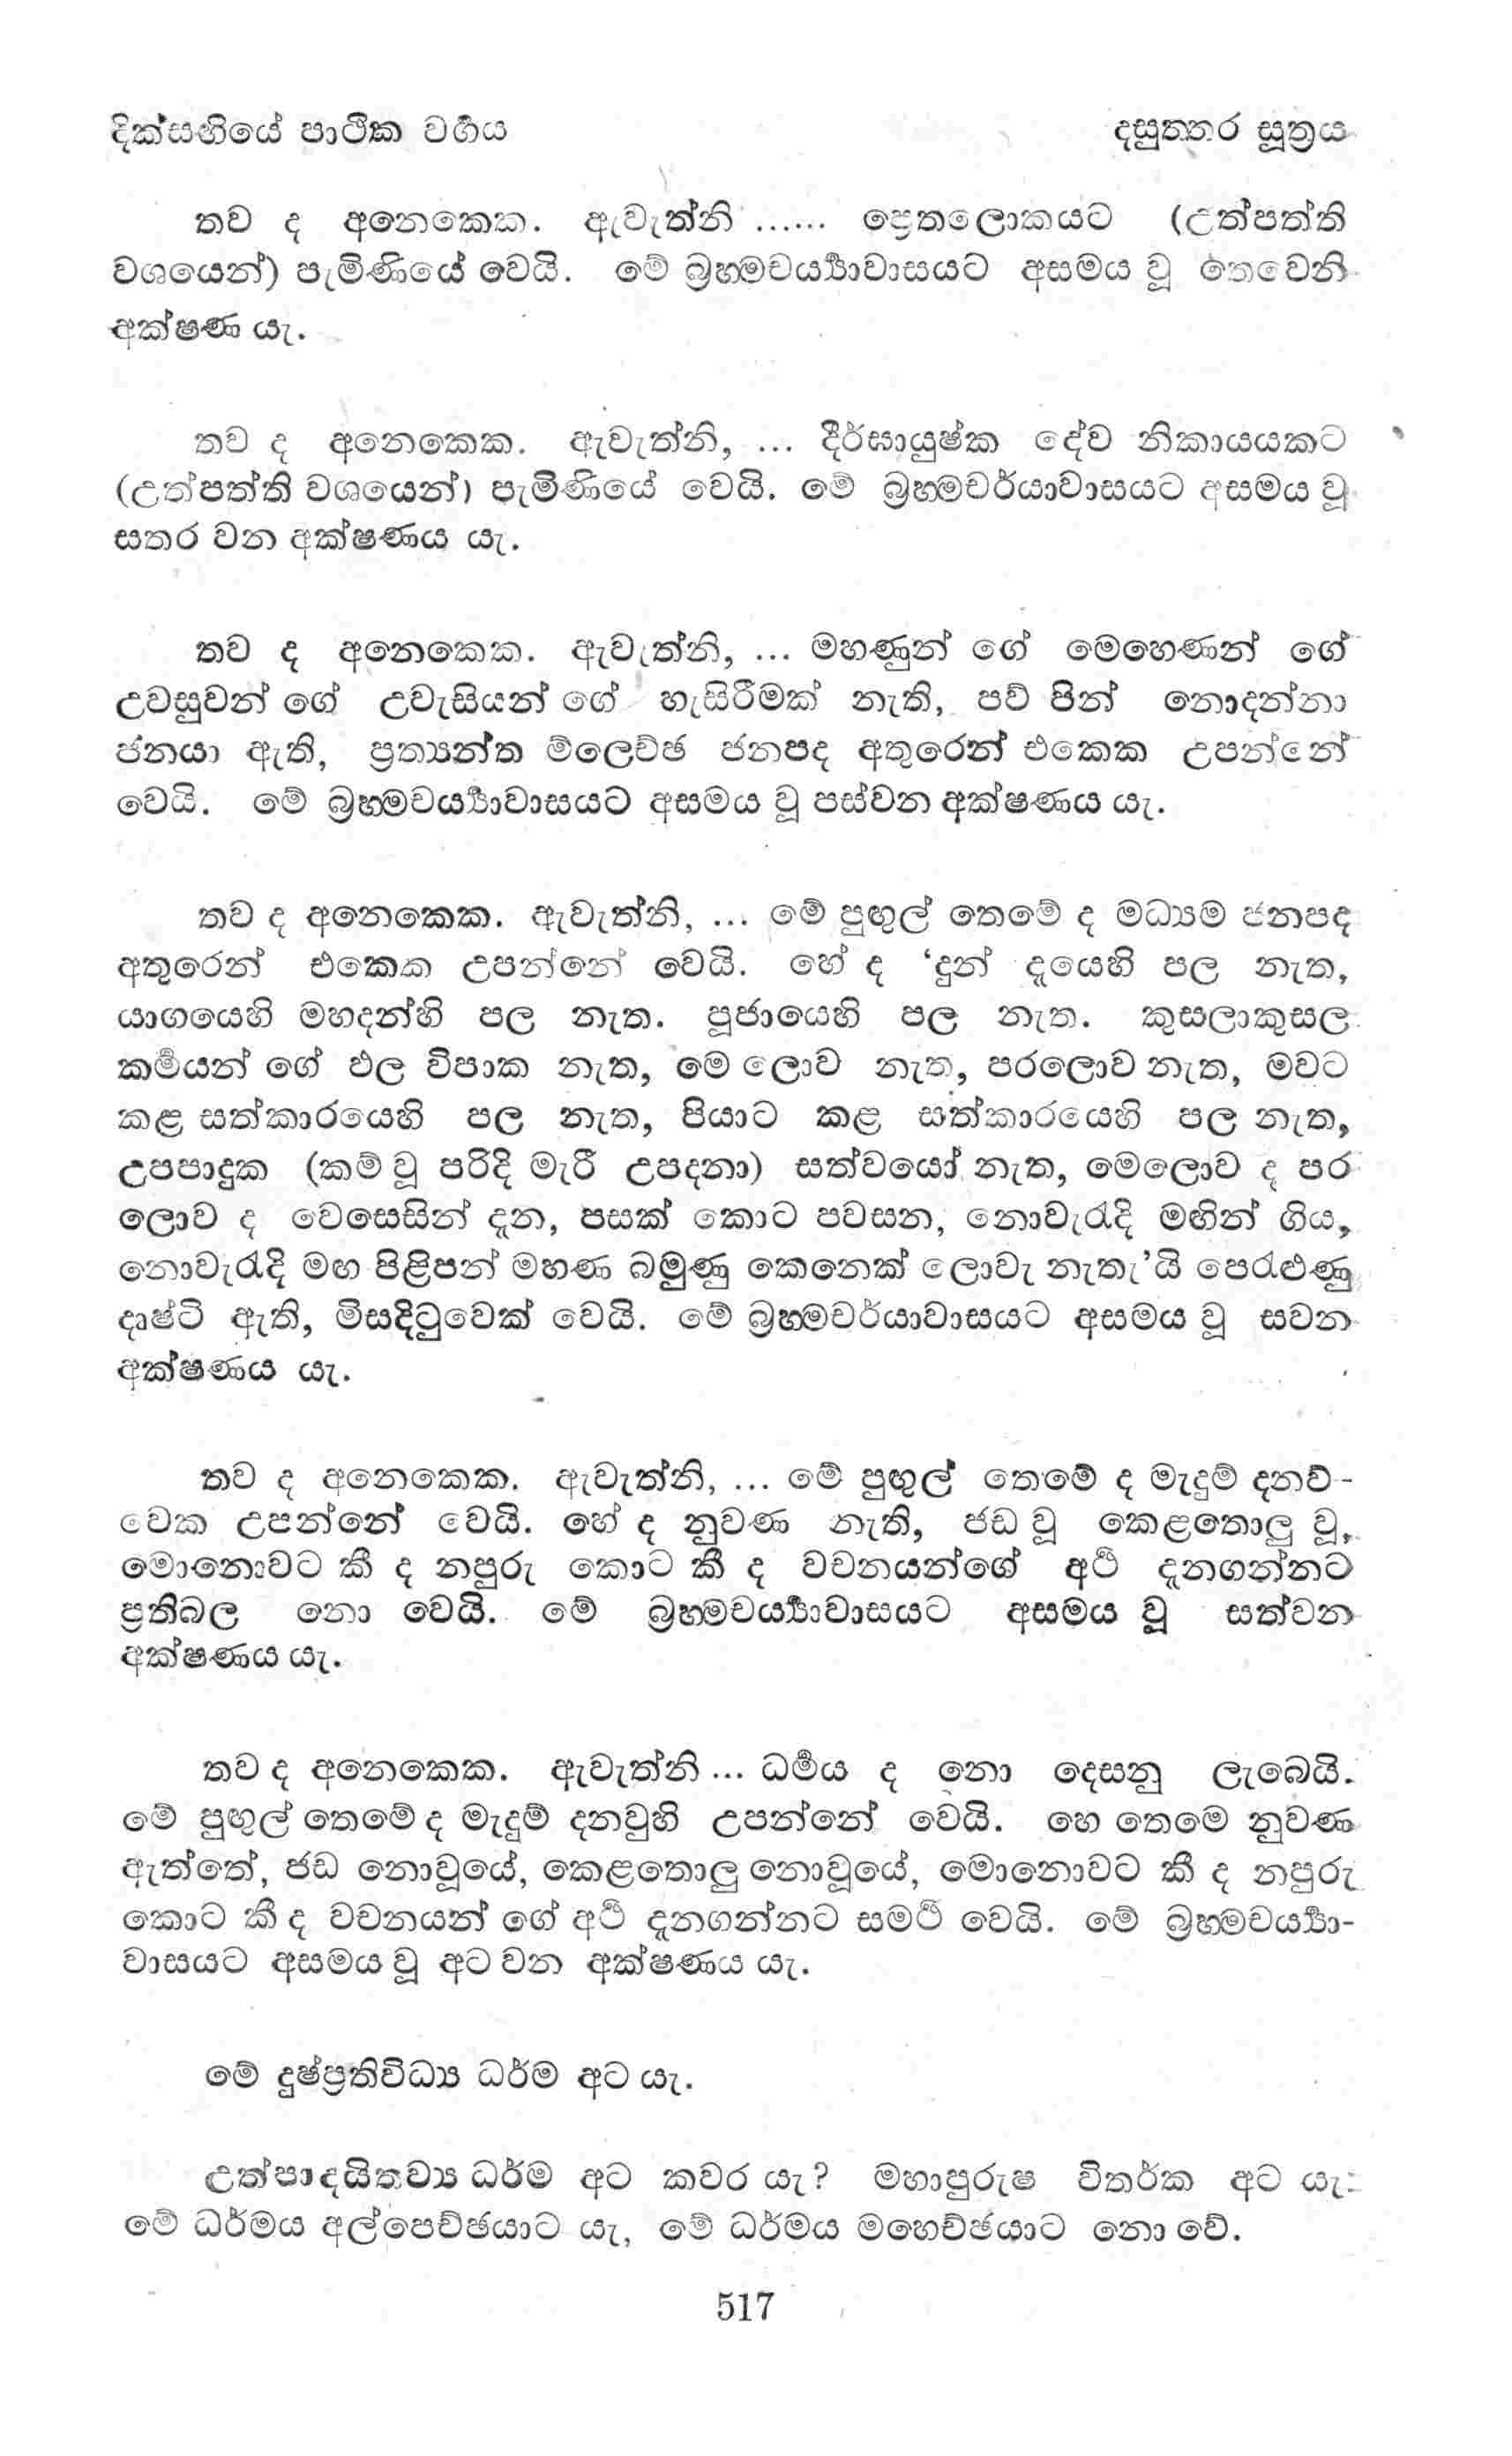 දික්සඟියේ පාඨික වර්‍ගය
දසුත්තර සූත්‍රය
තව ද අනෙකෙක. ඇවැත්නි ...... ප්‍රෙතලොකයට (උත්පත්ති
වශයෙන්) පැමිණියේ වෙයි. මේ බ්‍රහ්මචර්‍ය්‍යාවාසයට අසමය වූ තෙවෙනි
අක්ෂණ යැ.
තව ද අනෙකෙක. ඇවැත්නි, ... දීර්ඝායුෂ්ක දේව නිකායයකට
(උත්පත්ති වශයෙන්) පැමිණියේ වෙයි. මේ බ්‍රහ්මචර්යාවාසයට අසමය වූ
සතර වන අක්ෂණය යැ.
තව ද අනෙකෙක. ඇවැත්නි, ... මහණුන් ගේ මෙහෙණන් ගේ
උවසුවන් ගේ උවැසියන් ගේ හැසිරීමක් නැති, පව් පින් නොදන්නා
ජනයා ඇති, ප්‍රත්‍යන්ත ම්ලෙච්ඡ ජනපද අතුරෙන් එකෙක උපන්නේ
වෙයි. මේ බ්‍රහ්මචර්‍ය්‍යාවාසයට අසමය වූ පස්වන අක්ෂණය යැ.
තව ද අනෙකෙක. ඇවැත්නි, ... මේ පුඟුල් තෙමේ ද මධ්‍යම ජනපද
අතුරෙන් එකෙක උපන්නේ වෙයි. හේ ද ‘දුන් දෑයෙහි පල නැත,
යාගයෙහි මහදන්හි පල නැත. පූජායෙහි පල නැත. කුසලාකුසල
කර්‍මයන් ගේ ඵල විපාක නැත, මෙ ලොව නැත, පරලොව නැත, මවට
කළ සත්කාරයෙහි පල නැත, පියාට කළ සත්කාරයෙහි පල නැත,
උපපාදුක (කම් වූ පරිදි මැරී උපදනා) සත්වයෝ නැත, මෙලොව ද පර
ලොව ද වෙසෙසින් දැන, පසක් කොට පවසන, නොවැරැදි මඟින් ගිය,
නොවැරැදි මඟ පිළිපන් මහණ බමුණු කෙනෙක් ලොවැ නැතැ’යි පෙරැළුණු
දෘෂ්ටි ඇති, මිසදිටුවෙක් වෙයි. මේ බ්‍රහ්මචර්යාවාසයට අසමය වූ සවන
අක්ෂණය යැ.
තව ද අනෙකෙක. ඇවැත්නි, ... මේ පුඟුල් තෙමේ ද මැදුම් දනව්-
වෙක උපන්නේ වෙයි. හේ ද නුවණ නැති, ජඩ වූ කෙළතොලු වූ,
මොනොවට කී ද නපුරු කොට කී ද වචනයන්ගේ අර්‍ථ දැනගන්නට
ප්‍රතිබල නො වෙයි. මේ බ්‍රහ්මචර්‍ය්‍යාවාසයට අසමය වූ සත්වන
අක්ෂණය යැ.
තව ද අනෙකෙක. ඇවැත්නි ... ධර්‍මය ද නො දෙසනු ලැබෙයි.
මේ පුඟුල් තෙමේ ද මැදුම් දනවුහි උපන්නේ වෙයි. හෙ තෙමෙ නුවණ
ඇත්තේ, ජඩ නොවූයේ, කෙළතොලු නොවූයේ, මොනොවට කී ද නපුරු
කොට කී ද වචනයන් ගේ අර්‍ථ දැනගන්නට සමර්‍ථ වෙයි. මේ බ්‍රහ්මචර්‍ය්‍යා-
වාසයට අසමය වූ අට වන අක්ෂණය යැ.
මේ දුෂ්ප්‍රතිවිධ්‍ය ධර්ම අට යැ.
උත්පාදයිතව්‍ය ධර්ම අට කවර යැ? මහාපුරුෂ විතර්ක අට යැ:
මේ ධර්මය අල්පෙච්ඡයාට යැ, මේ ධර්මය මහෙච්ඡයාට නො වේ.
517